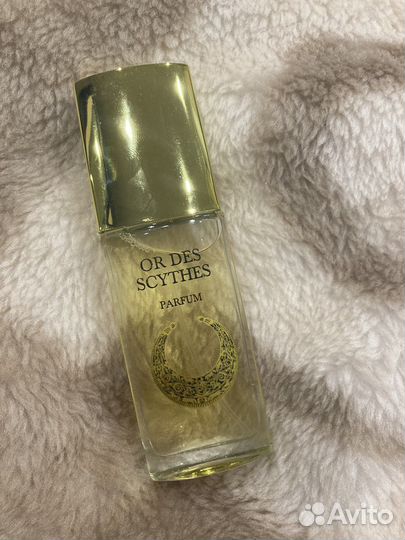 OR DES
SCYTHES
PARFUM
Avito